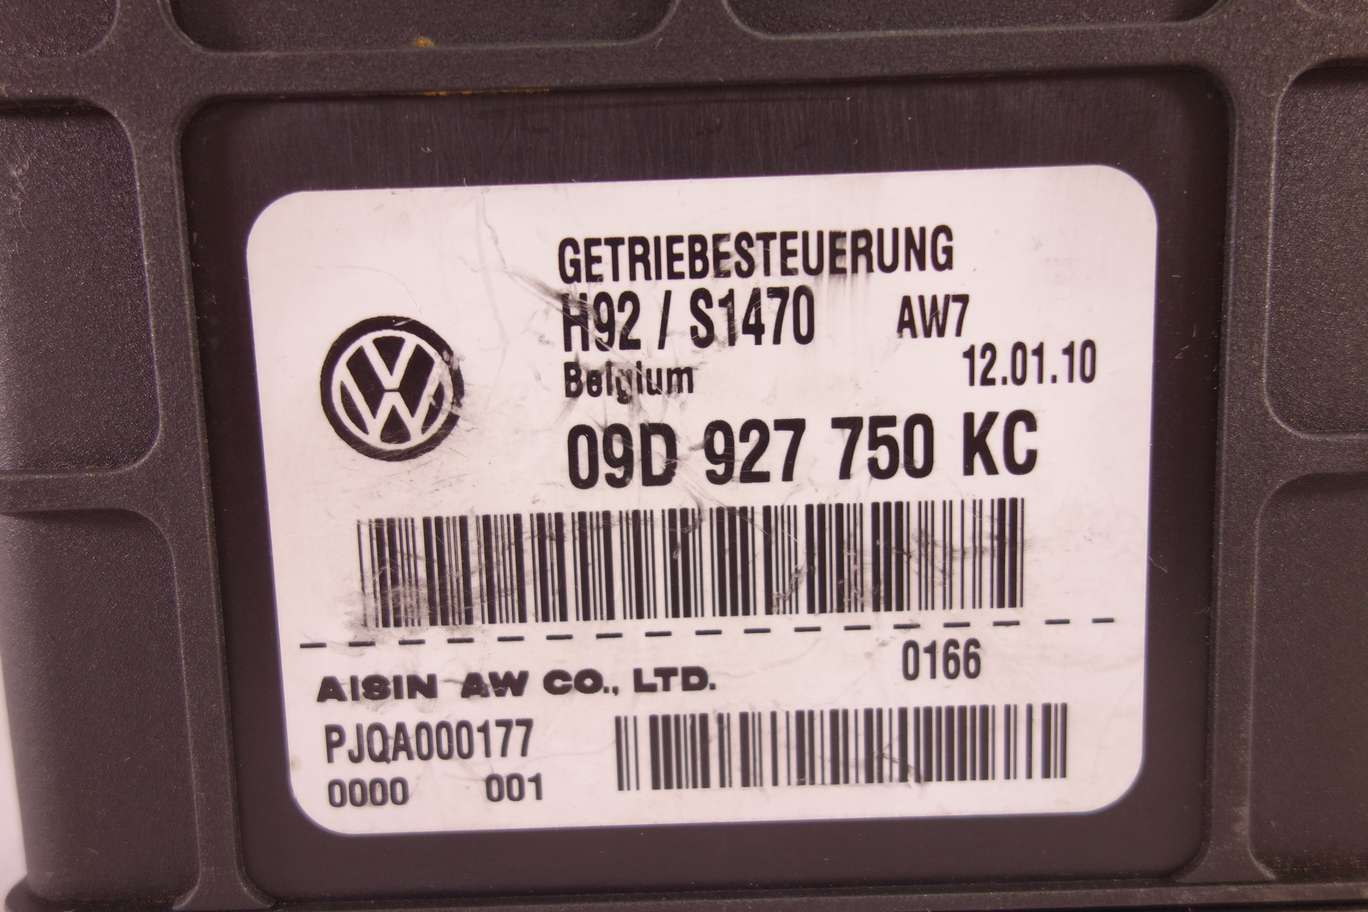 GETRIEBESTEUERUNG
H92 / S1470 AW7
Belgium 12.01.10
09D 927 750 KC
0166
AISIN AW CO., LTD.
PJQA000177
0000 001